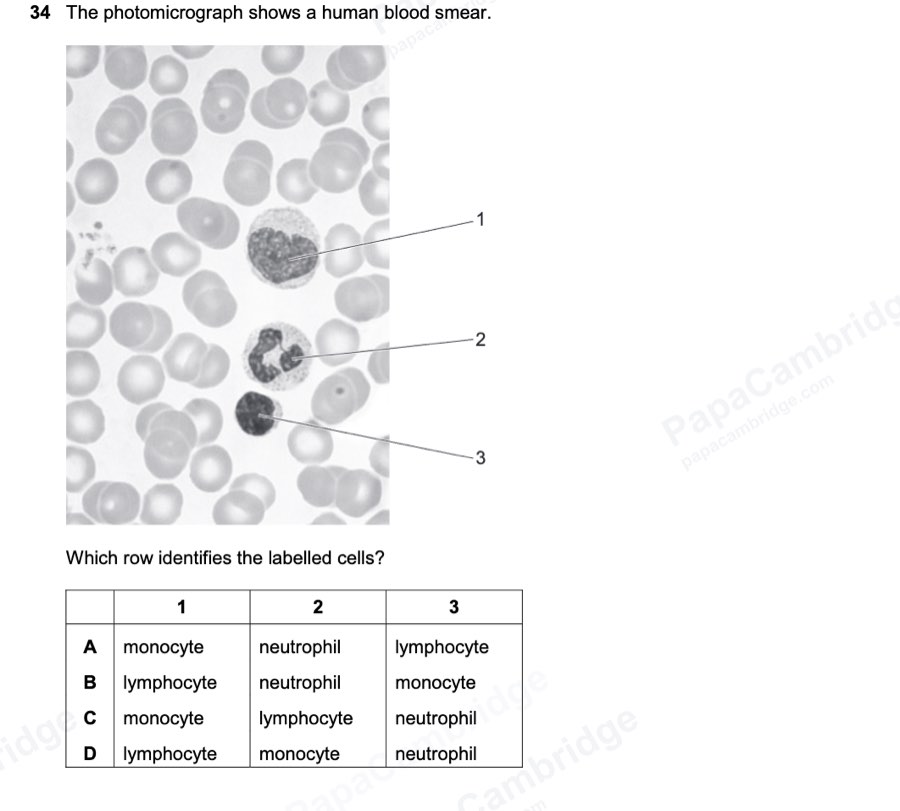 34 The photomicrograph shows a human blood smear.
1
2
3
Which row identifies the labelled cells?
1 2 3
A monocyte neutrophil lymphocyte
B lymphocyte neutrophil monocyte
C monocyte lymphocyte neutrophil
D lymphocyte monocyte neutrophil
PapaCambridge
papacambridge.com